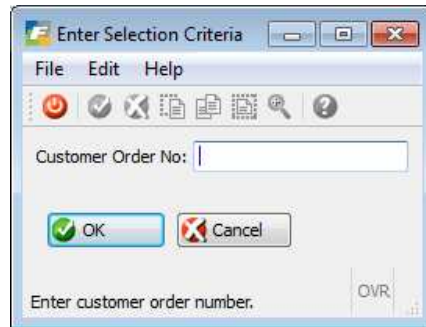 Enter Selection Criteria
File Edit Help
Customer Order No:
OK Cancel
Enter customer order number. OVR